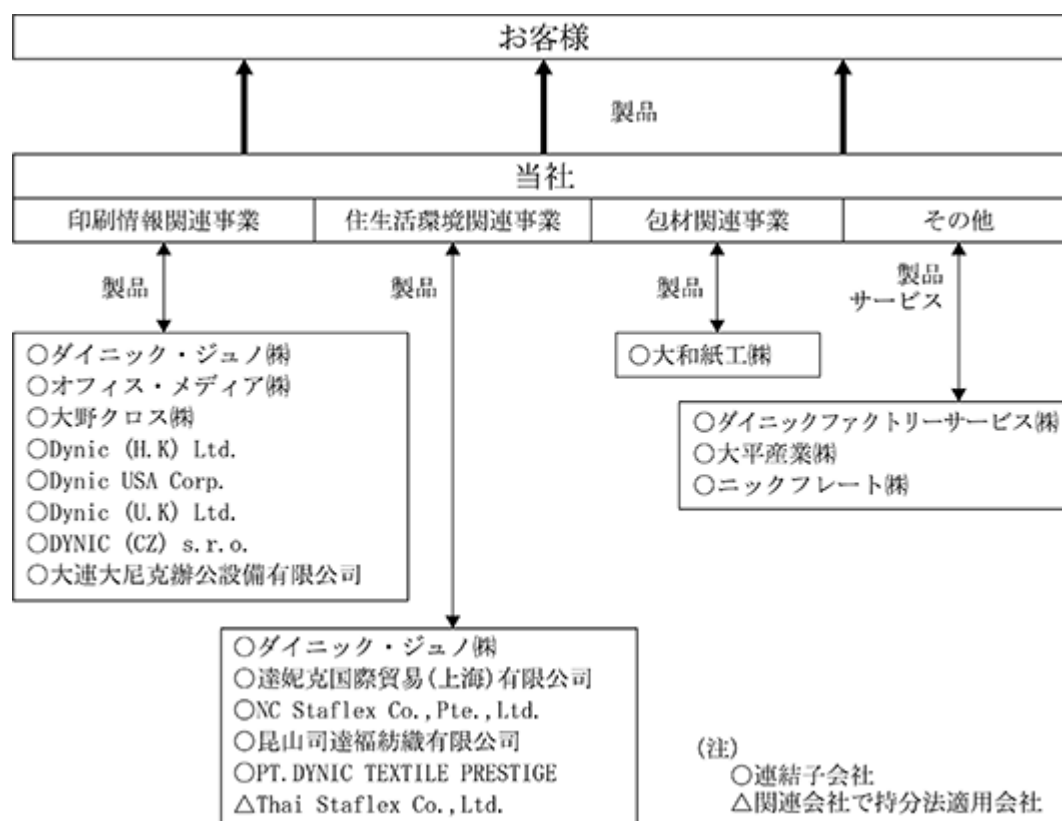 お客様
製品
当社
印刷情報関連事業 住生活環境関連事業 包材関連事業 その他
製品 製品 製品 製品
サービス
○ダイニック・ジュノ㈱
○オフィス・メディア㈱
○大野クロス㈱
○Dynic (H.K) Ltd.
○Dynic USA Corp.
○Dynic (U.K) Ltd.
○DYNIC (CZ) s.r.o.
○大連大尼克辦公設備有限公司
○大和紙工㈱
○ダイニックファクトリーサービス㈱
○大平産業㈱
○ニックフレート㈱
○ダイニック・ジュノ㈱
○達妮克国際貿易(上海)有限公司
○NC Staflex Co.,Pte.,Ltd.
○昆山司達福紡織有限公司
○PT.DYNIC TEXTILE PRESTIGE
△Thai Staflex Co.,Ltd.
(注)
○連結子会社
△関連会社で持分法適用会社